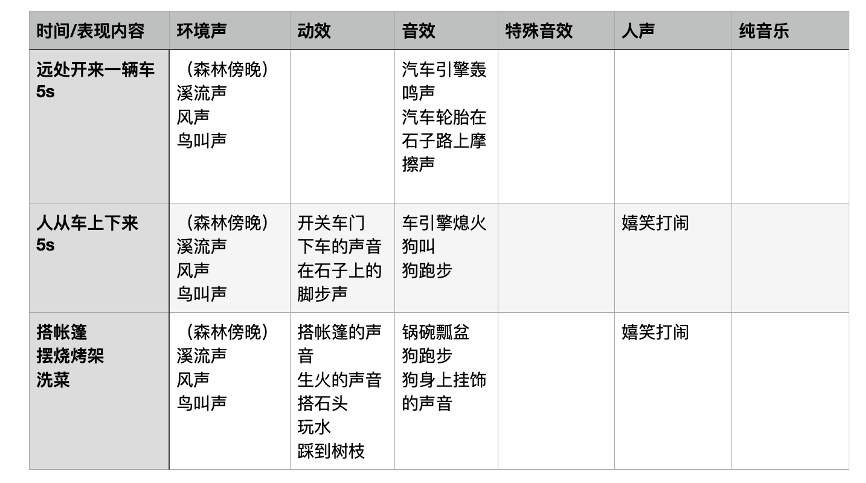 时间/表现内容 环境声 动效 音效 特殊音效 人声 纯音乐
远处开来一辆车
5s
（森林傍晚）
溪流声
风声
鸟叫声
汽车引擎轰
鸣声
汽车轮胎在
石子路上摩
擦声
人从车上下来
5s
（森林傍晚）
溪流声
风声
鸟叫声
开关车门
下车的声音
在石子上的
脚步声
车引擎熄火
狗叫
狗跑步
嬉笑打闹
搭帐篷
摆烧烤架
洗菜
（森林傍晚）
溪流声
风声
鸟叫声
搭帐篷的声
音
生火的声音
搭石头
玩水
踩到树枝
锅碗瓢盆
狗跑步
狗身上挂饰
的声音
嬉笑打闹